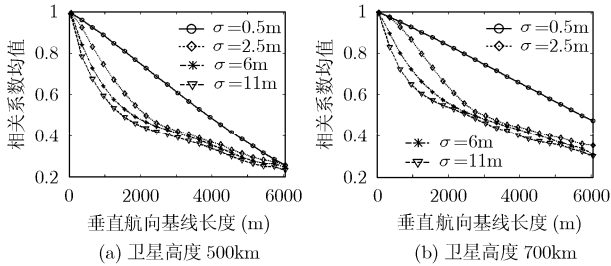 相关系数均值
1
0.8
0.6
0.4
0.2
σ=0.5m
σ=2.5m
σ=6m
σ=11m
0 2000 4000 6000
垂直航向基线长度 (m)
(a) 卫星高度 500km
相关系数均值
1
0.8
0.6
0.4
0.2
σ=0.5m
σ=2.5m
σ=6m
σ=11m
0 2000 4000 6000
垂直航向基线长度 (m)
(b) 卫星高度 700km